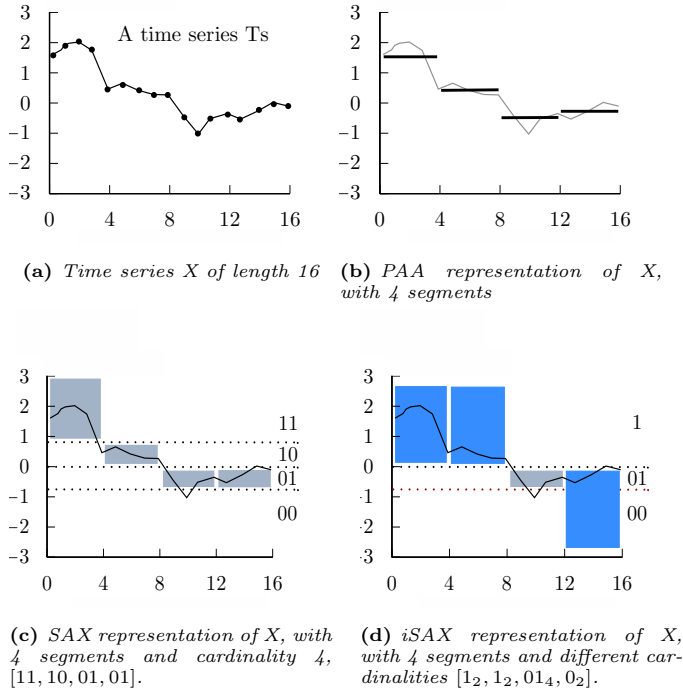 3
2
1
0
−1
−2
−3
A time series Ts
0 4 8 12 16
(a) Time series X of length 16
3
2
1
0
−1
−2
−3
0 4 8 12 16
(b) PAA representation of X,
with 4 segments
3
2
1
0
−1
−2
−3
11
10
01
00
0 4 8 12 16
(c) SAX representation of X, with
4 segments and cardinality 4,
[11, 10, 01, 01].
3
2
1
0
−1
−2
−3
1
01
00
0 4 8 12 16
(d) iSAX representation of X,
with 4 segments and different car-
dinalities [1₂, 1₂, 01₄, 0₂].